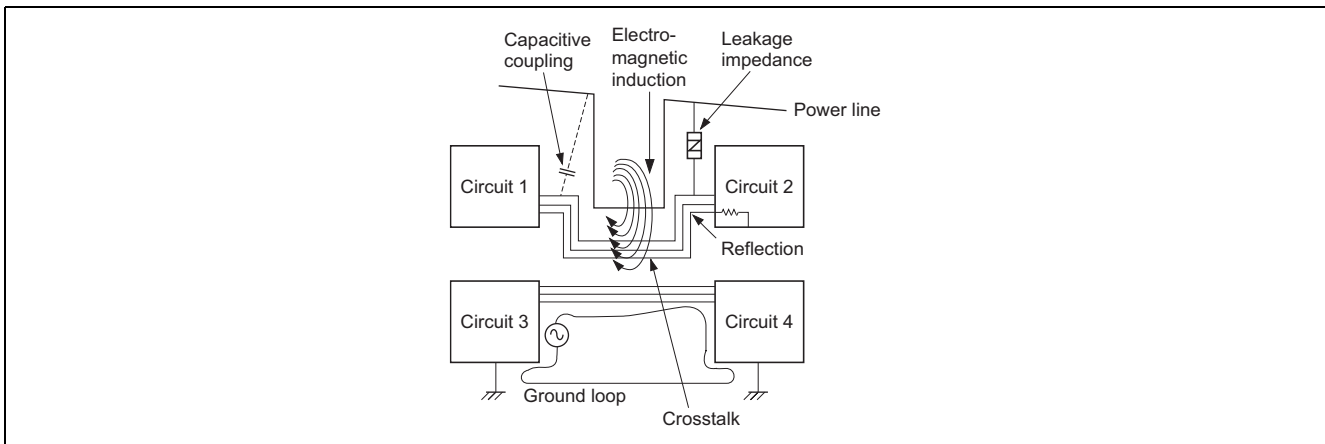 Capacitive
coupling
Electro-
magnetic
induction
Leakage
impedance
Power line
Circuit 1
Circuit 2
Reflection
Circuit 3
Circuit 4
Ground loop
Crosstalk